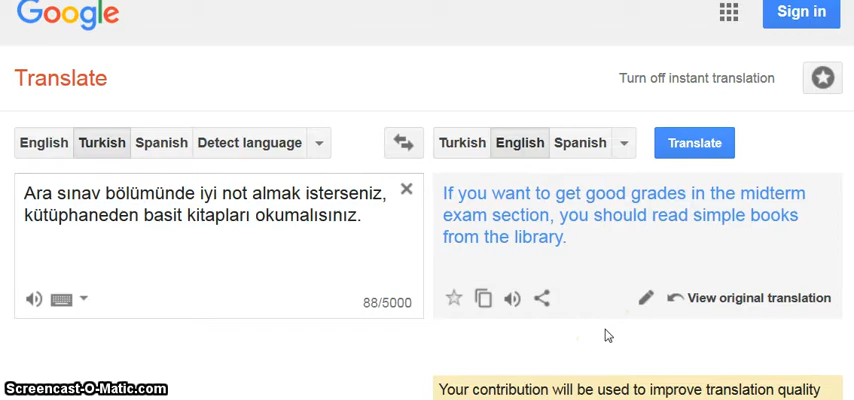 Google
Sign in
Translate
Turn off instant translation
English Turkish Spanish Detect language
Turkish English Spanish Translate
Ara sınav bölümünde iyi not almak isterseniz,
kütüphaneden basit kitapları okumalısınız.
88/5000
If you want to get good grades in the midterm
exam section, you should read simple books
from the library.
View original translation
Screencast-O-Matic.com
Your contribution will be used to improve translation quality